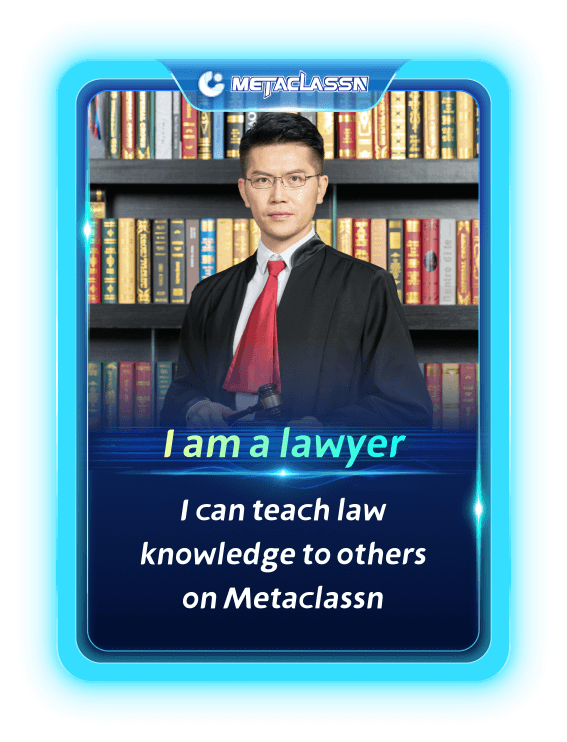 METACLASSN
I am a lawyer
I can teach law
knowledge to others
on Metaclassn